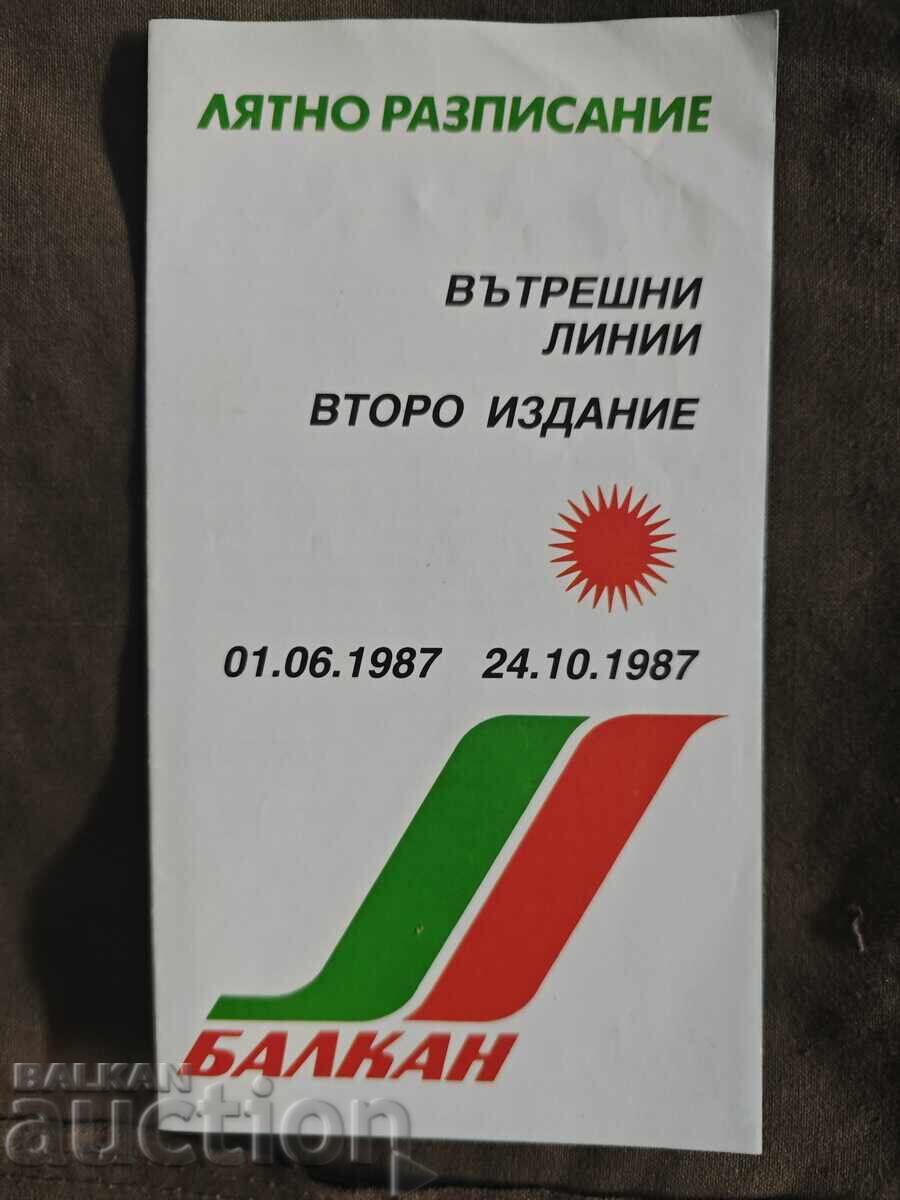 ЛЯТНО РАЗПИСАНИЕ
ВЪТРЕШНИ
ЛИНИИ
ВТОРО ИЗДАНИЕ
01.06.1987 24.10.1987
БАЛКАН
BALKAN
auction